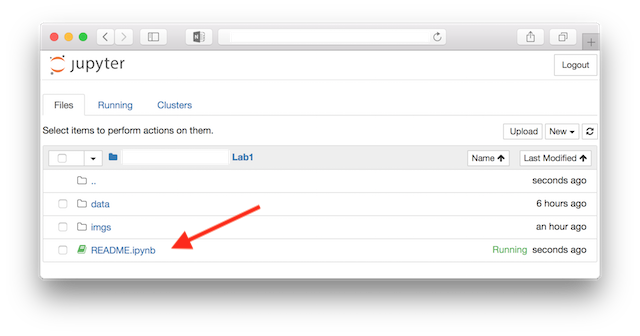 jupyter
Logout
Files Running Clusters
Select items to perform actions on them.
Upload New
Lab1 Name Last Modified
.. seconds ago
data 6 hours ago
imgs an hour ago
README.ipynb Running seconds ago